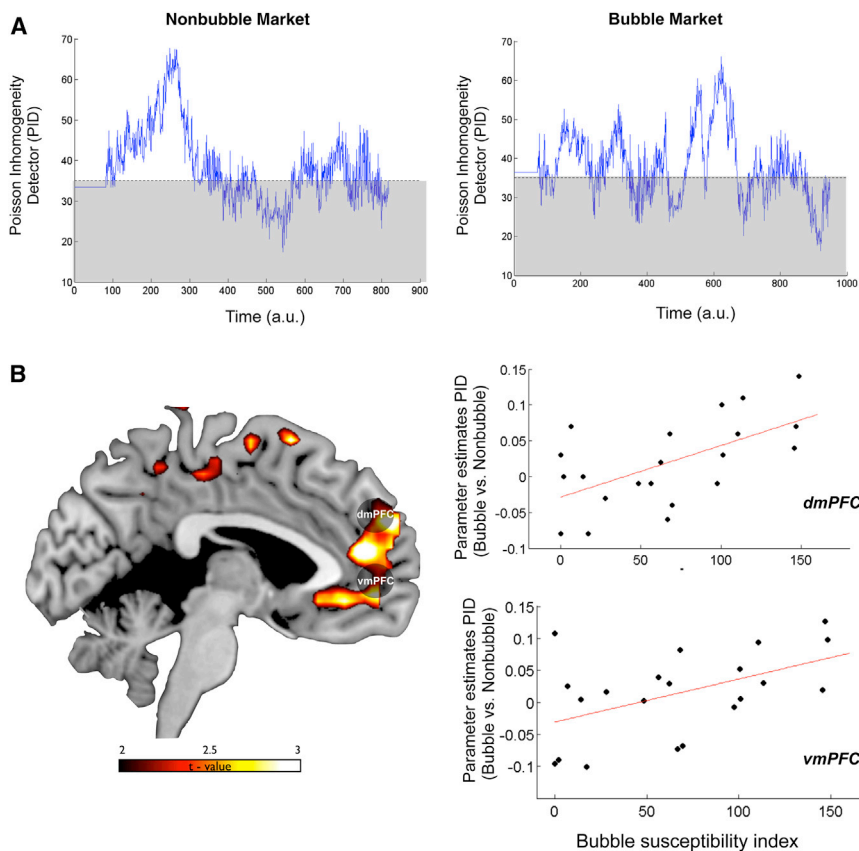 A
Nonbubble Market
Bubble Market
Poisson Inhomogeneity
Detector (PID)
70
60
50
40
30
20
10
0 100 200 300 400 500 600 700 800 900
Time (a.u.)
Poisson Inhomogeneity
Detector (PID)
70
60
50
40
30
20
10
0 200 400 600 800 1000
Time (a.u.)
B
dmPFC
vmPFC
2 2.5 3
t - value
Parameter estimates PID
(Bubble vs. Nonbubble)
0.15
0.1
0.05
0
-0.05
-0.1
0 50 100 150
dmPFC
Parameter estimates PID
(Bubble vs. Nonbubble)
0.15
0.1
0.05
0
-0.05
-0.1
0 50 100 150
vmPFC
Bubble susceptibility index